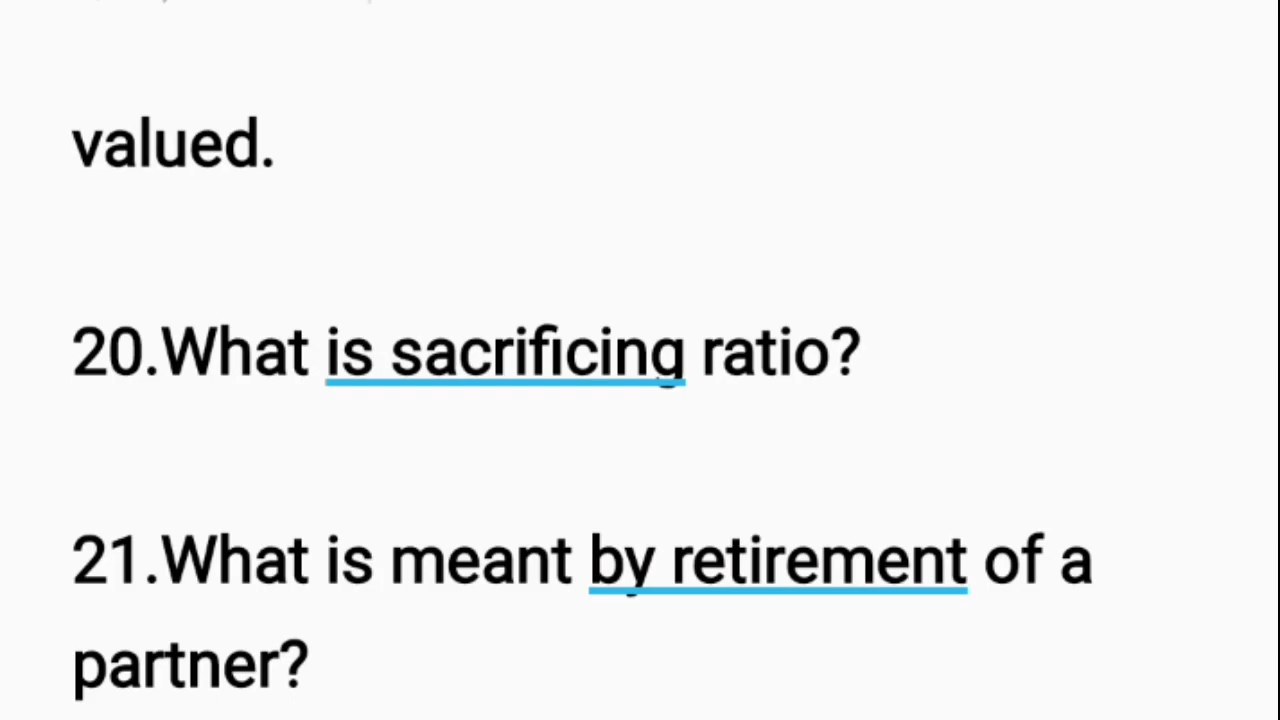 valued.
20.What is sacrificing ratio?
21.What is meant by retirement of a
partner?